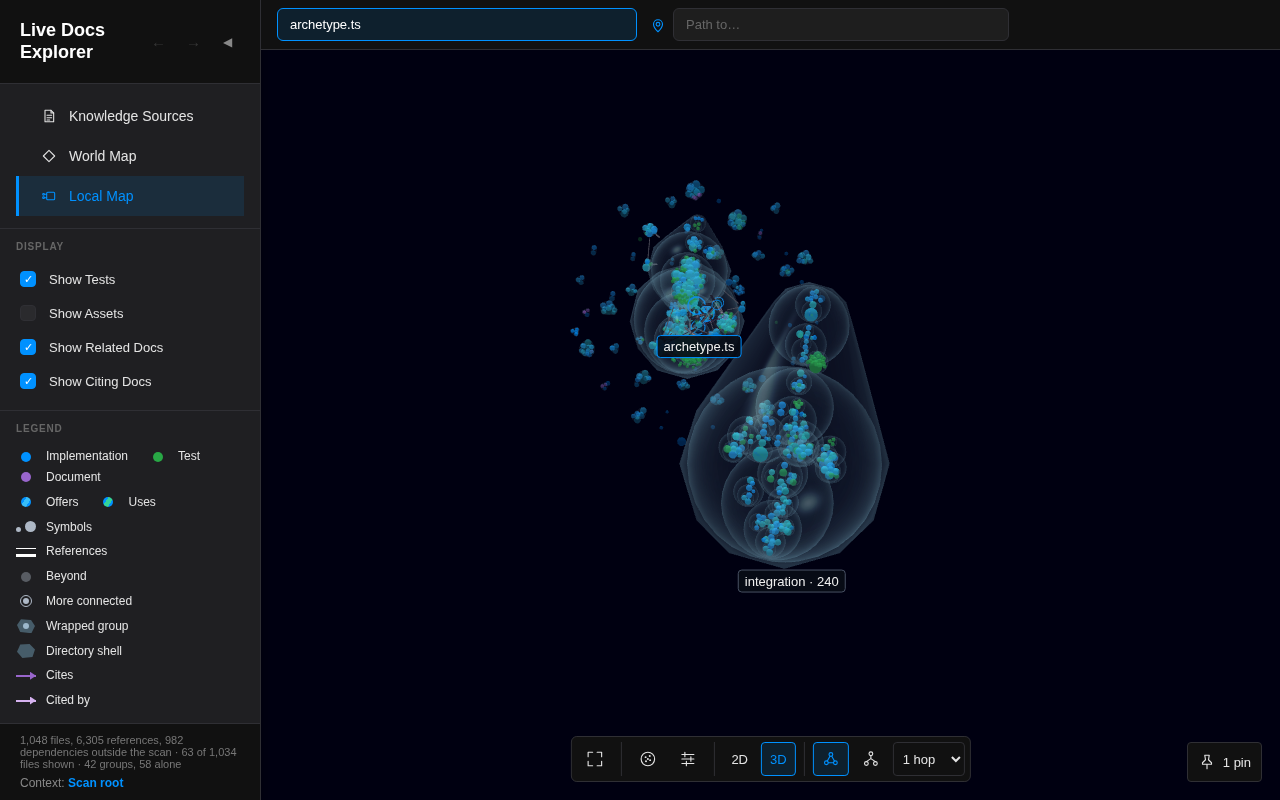 Live Docs
Explorer
archetype.ts
Path to…
Knowledge Sources
World Map
Local Map
DISPLAY
Show Tests
Show Assets
Show Related Docs
Show Citing Docs
LEGEND
Implementation
Test
Document
Offers
Uses
Symbols
References
Beyond
More connected
Wrapped group
Directory shell
Cites
Cited by
1,048 files, 6,305 references, 982
dependencies outside the scan · 63 of 1,034
files shown · 42 groups, 58 alone
Context: Scan root
archetype.ts
integration · 240
2D
3D
1 hop
1 pin